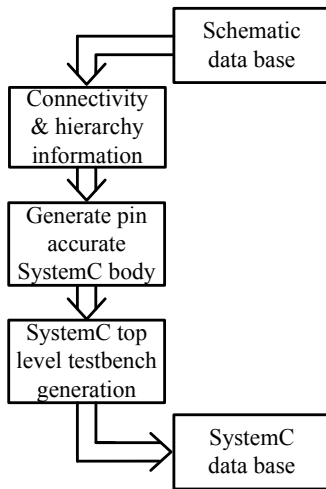 Schematic
data base
Connectivity
& hierarchy
information
Generate pin
accurate
SystemC body
SystemC top
level testbench
generation
SystemC
data base